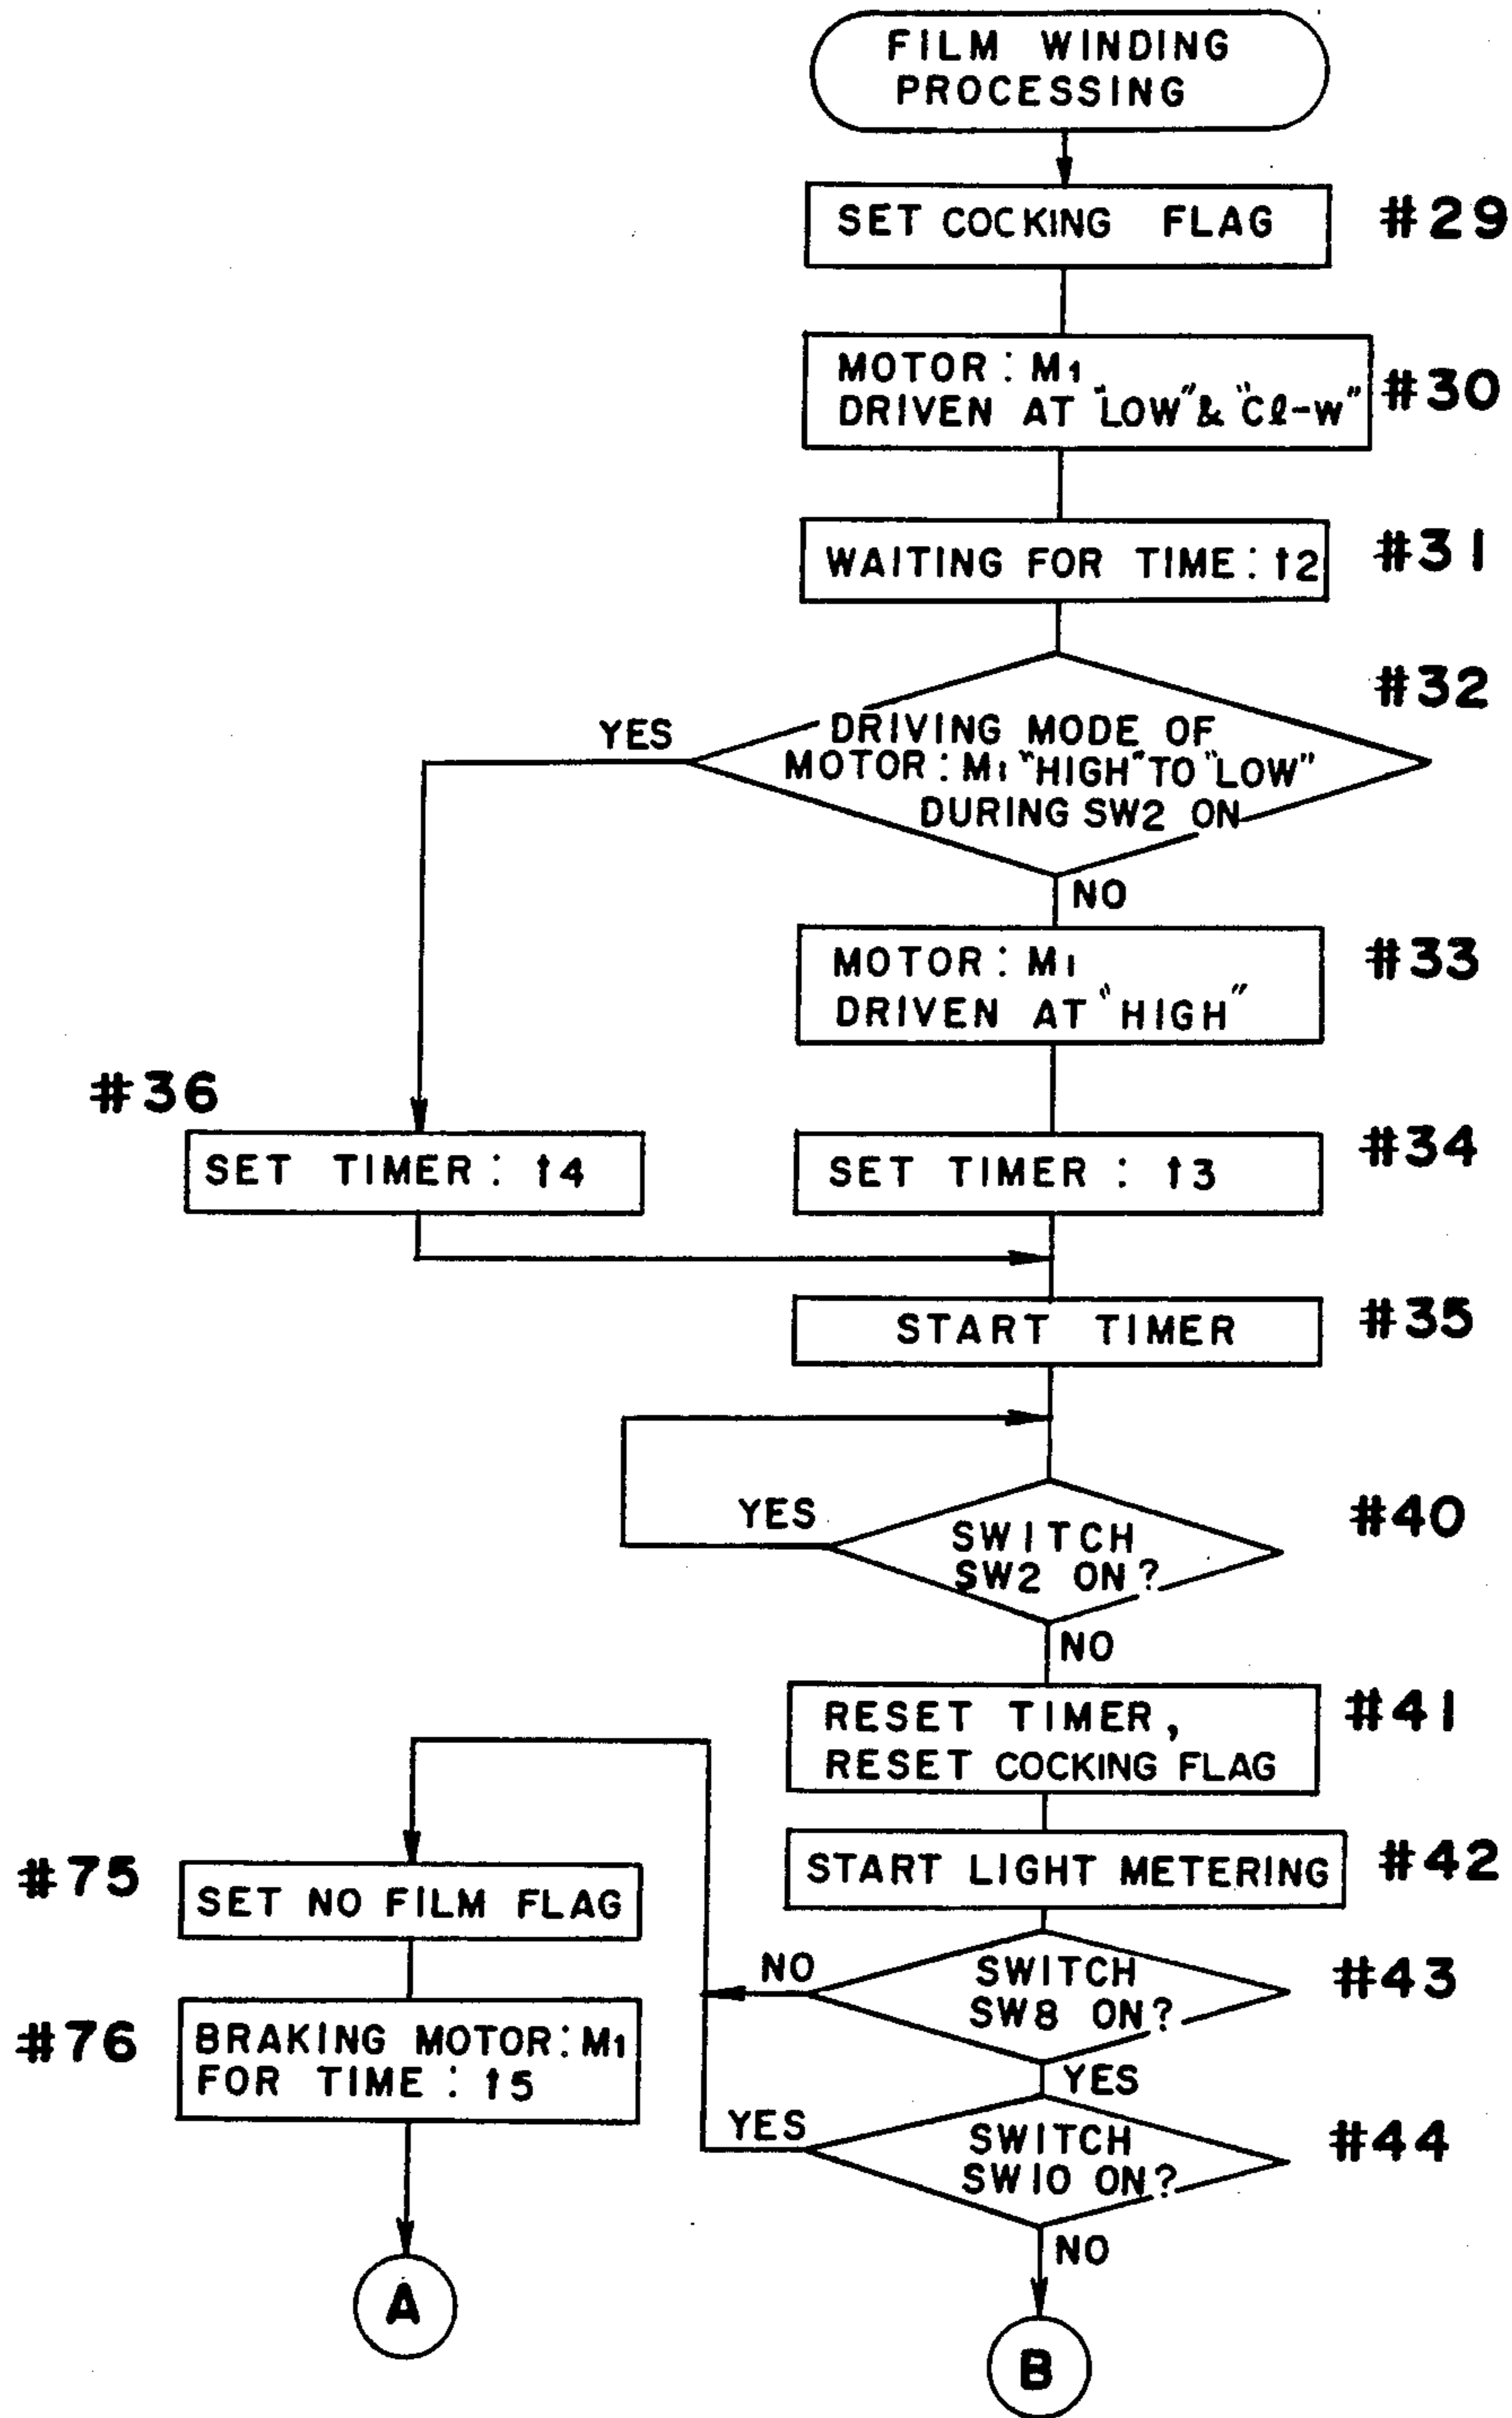 FILM WINDING
PROCESSING
SET COCKING FLAG
#29
MOTOR: M1
DRIVEN AT "LOW" & "Cℓ-w"
#30
WAITING FOR TIME: t2
#31
#32
YES
DRIVING MODE OF
MOTOR: M1 "HIGH" TO "LOW"
DURING SW2 ON
NO
MOTOR: M1
DRIVEN AT "HIGH"
#33
#36
SET TIMER: t4
SET TIMER: t3
#34
START TIMER
#35
YES
SWITCH
SW2 ON?
#40
NO
RESET TIMER,
RESET COCKING FLAG
#41
START LIGHT METERING
#42
#75
SET NO FILM FLAG
NO
SWITCH
SW8 ON?
#43
#76
BRAKING MOTOR: M1
FOR TIME: t5
YES
YES
SWITCH
SW10 ON?
#44
NO
A
B